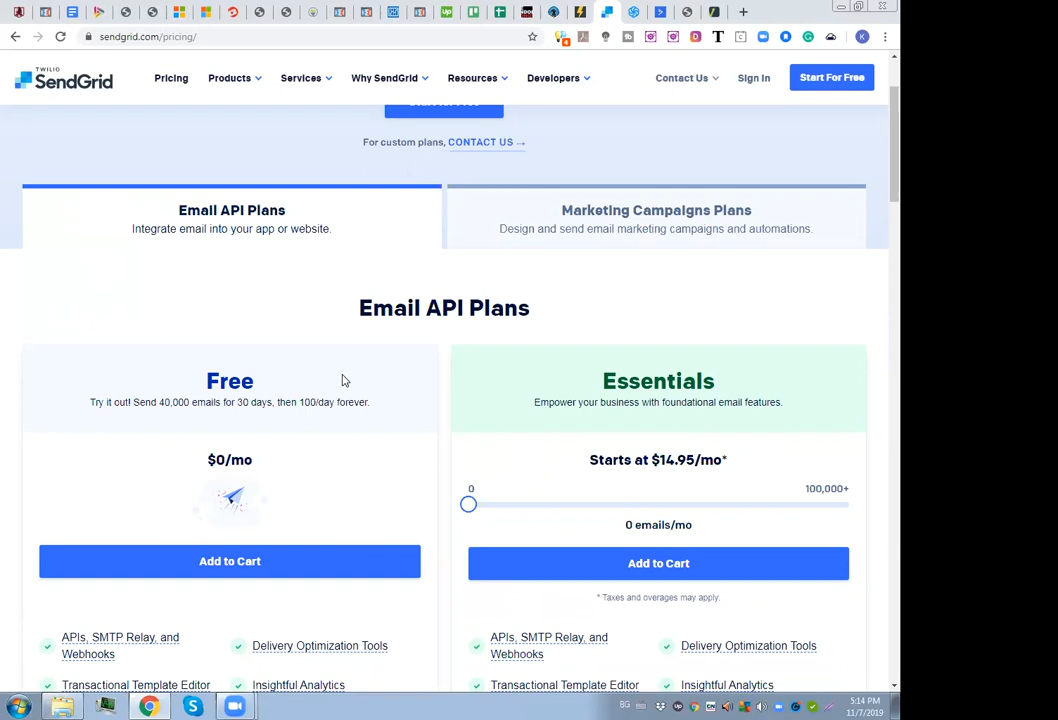 sendgrid.com/pricing/
4
K
TWILIO
SendGrid
Pricing
Products
Services
Why SendGrid
Resources
Developers
Contact Us
Sign In
Start For Free
For custom plans, CONTACT US →
Email API Plans
Integrate email into your app or website.
Marketing Campaigns Plans
Design and send email marketing campaigns and automations.
Email API Plans
Free
Try it out! Send 40,000 emails for 30 days, then 100/day forever.
$0/mo
Add to Cart
Essentials
Empower your business with foundational email features.
Starts at $14.95/mo*
0
100,000+
0 emails/mo
Add to Cart
* Taxes and overages may apply.
APIs, SMTP Relay, and
Webhooks
Delivery Optimization Tools
Transactional Template Editor
Insightful Analytics
APIs, SMTP Relay, and
Webhooks
Delivery Optimization Tools
Transactional Template Editor
Insightful Analytics
BG
5:14 PM
11/7/2019